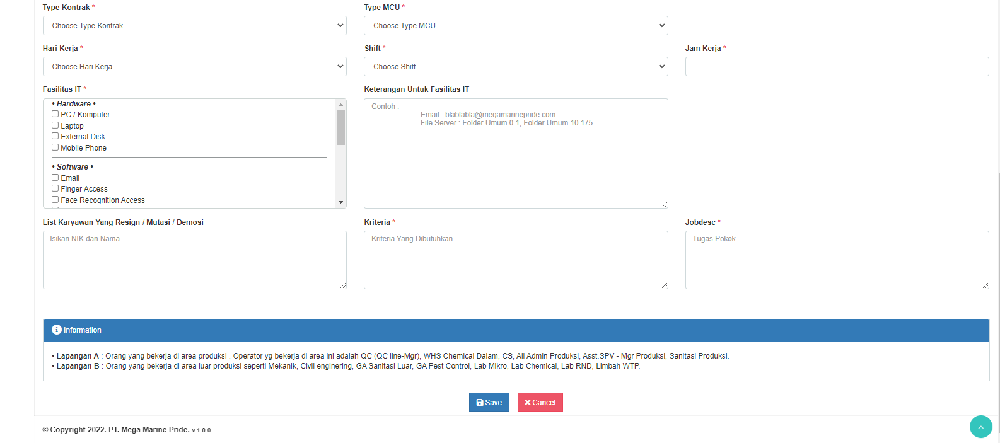 Type Kontrak *
Type MCU *
Choose Type Kontrak
Choose Type MCU
Hari Kerja *
Shift *
Jam Kerja *
Choose Hari Kerja
Choose Shift
Fasilitas IT *
Keterangan Untuk Fasilitas IT
• Hardware •
PC / Komputer
Laptop
External Disk
Mobile Phone
• Software •
Email
Finger Access
Face Recognition Access
Contoh :
Email : blablabla@megamarinepride.com
File Server : Folder Umum 0.1, Folder Umum 10.175
List Karyawan Yang Resign / Mutasi / Demosi
Kriteria *
Jobdesc *
Isikan NIK dan Nama
Kriteria Yang Dibutuhkan
Tugas Pokok
Information
• Lapangan A : Orang yang bekerja di area produksi . Operator yg bekerja di area ini adalah QC (QC line-Mgr), WHS Chemical Dalam, CS, All Admin Produksi, Asst.SPV - Mgr Produksi, Sanitasi Produksi.
• Lapangan B : Orang yang bekerja di area luar produksi seperti Mekanik, Civil enginering, GA Sanitasi Luar, GA Pest Control, Lab Mikro, Lab Chemical, Lab RND, Limbah WTP.
Save
Cancel
© Copyright 2022. PT. Mega Marine Pride. v.1.0.0